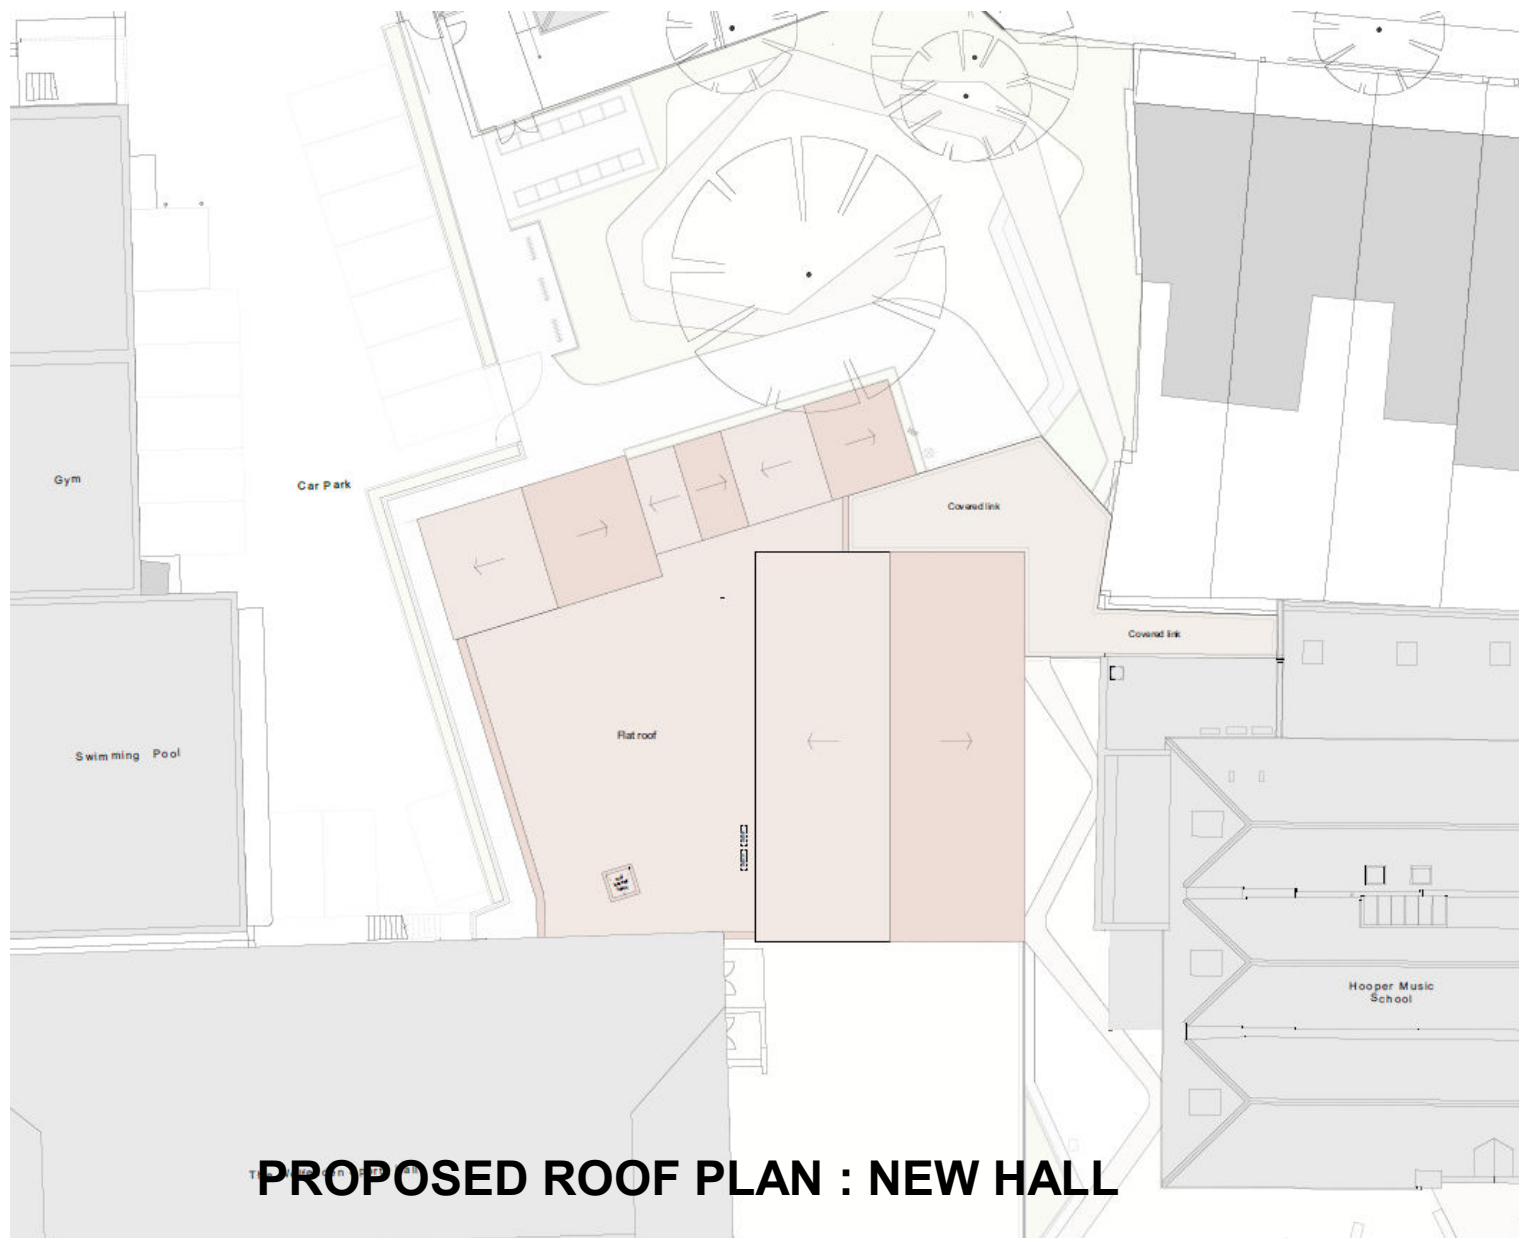 Gym
Car Park
Covered link
Covered link
Flat roof
Swimming Pool
Hooper Music
School
PROPOSED ROOF PLAN : NEW HALL